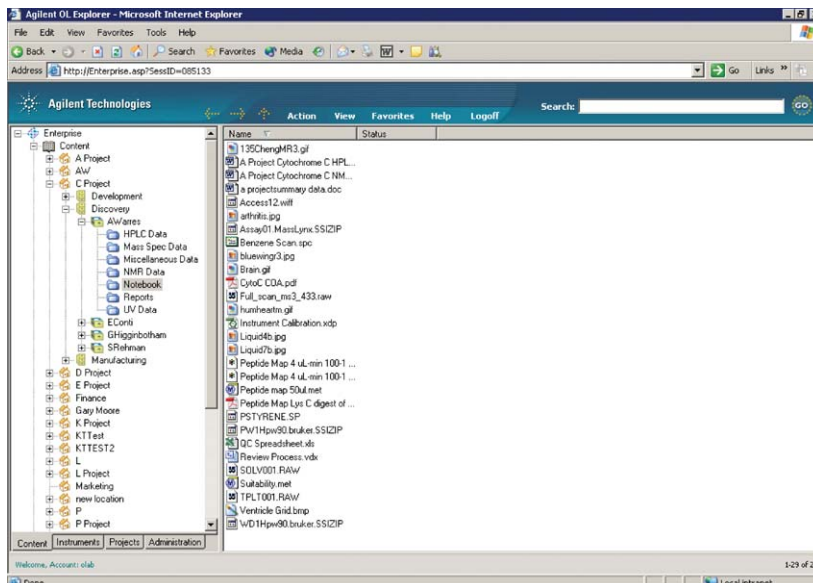 Agilent OL Explorer - Microsoft Internet Explorer
File Edit View Favorites Tools Help
Back Search Favorites Media
Address http://Enterprise.asp?SessID=085133 Go Links »
Agilent Technologies
Action View Favorites Help Logoff
Search: GO
Enterprise
Content
A Project
AW
C Project
Development
Discovery
AWarres
HPLC Data
Mass Spec Data
Miscellaneous Data
NMR Data
Notebook
Reports
UV Data
EConti
GHigginbotham
SRehman
Manufacturing
D Project
E Project
Finance
Gary Moore
K Project
KTTest
KTTEST2
L
L Project
Marketing
new location
P
P Project
Content Instruments Projects Administration
Name Status
135ChengMR3.gif
A Project Cytochrome C HPL...
A Project Cytochrome C NM...
a projectsummary data.doc
Access12.wiff
arthritis.jpg
Assay01.MassLynx.SSIZIP
Benzene Scan.spc
bluewingr3.jpg
Brain.gif
CytoC COA.pdf
Full_scan_ms3_433.raw
humheartm.gif
Instrument Calibration.xdp
Liquid4b.jpg
Liquid7b.jpg
Peptide Map 4 uL-min 100-1 ...
Peptide Map 4 uL-min 100-1 ...
Peptide map 50ul.met
Peptide Map Lys C digest of ...
PSTYRENE.SP
PW1Hpw90.bruker.SSIZIP
QC Spreadsheet.xls
Review Process.vdx
SOLV001.RAW
Suitability.met
TPLT001.RAW
Ventricle Grid.bmp
WD1Hpw90.bruker.SSIZIP
Welcome, Account: olab
1-29 of 2
Done
Local intranet